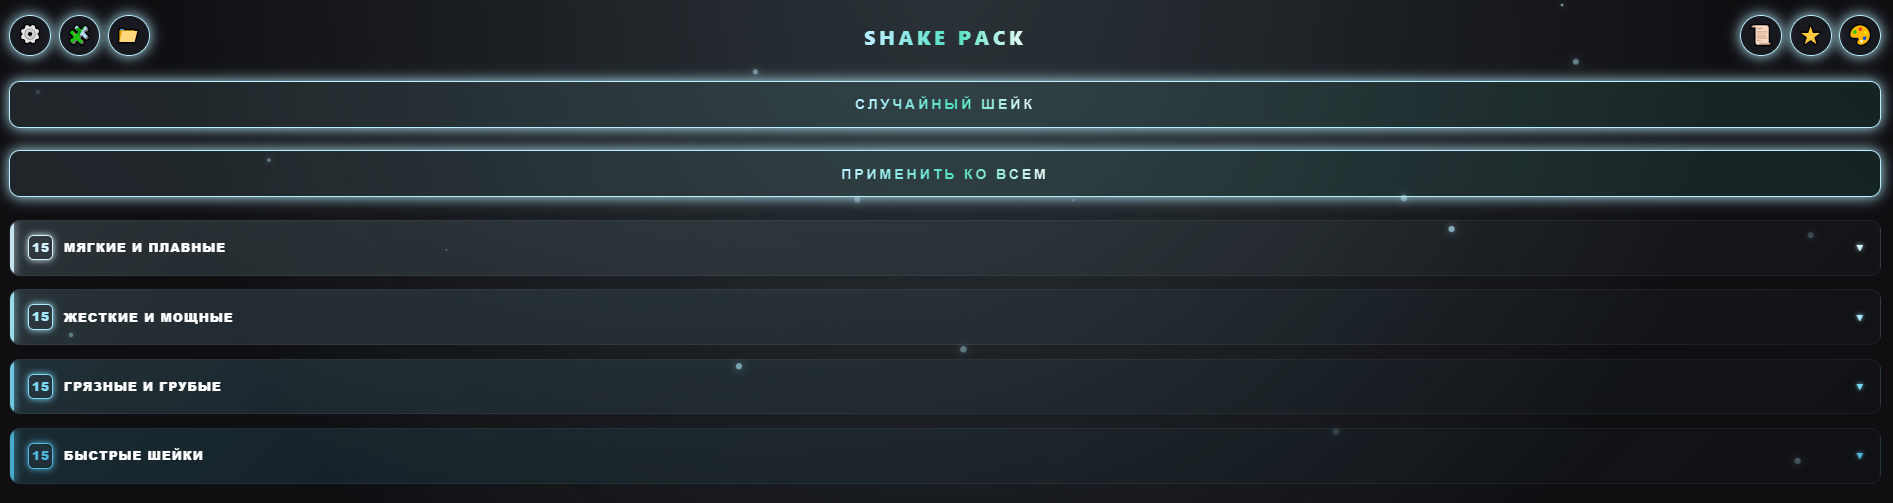 SHAKE PACK
СЛУЧАЙНЫЙ ШЕЙК
ПРИМЕНИТЬ КО ВСЕМ
15 МЯГКИЕ И ПЛАВНЫЕ
15 ЖЕСТКИЕ И МОЩНЫЕ
15 ГРЯЗНЫЕ И ГРУБЫЕ
15 БЫСТРЫЕ ШЕЙКИ